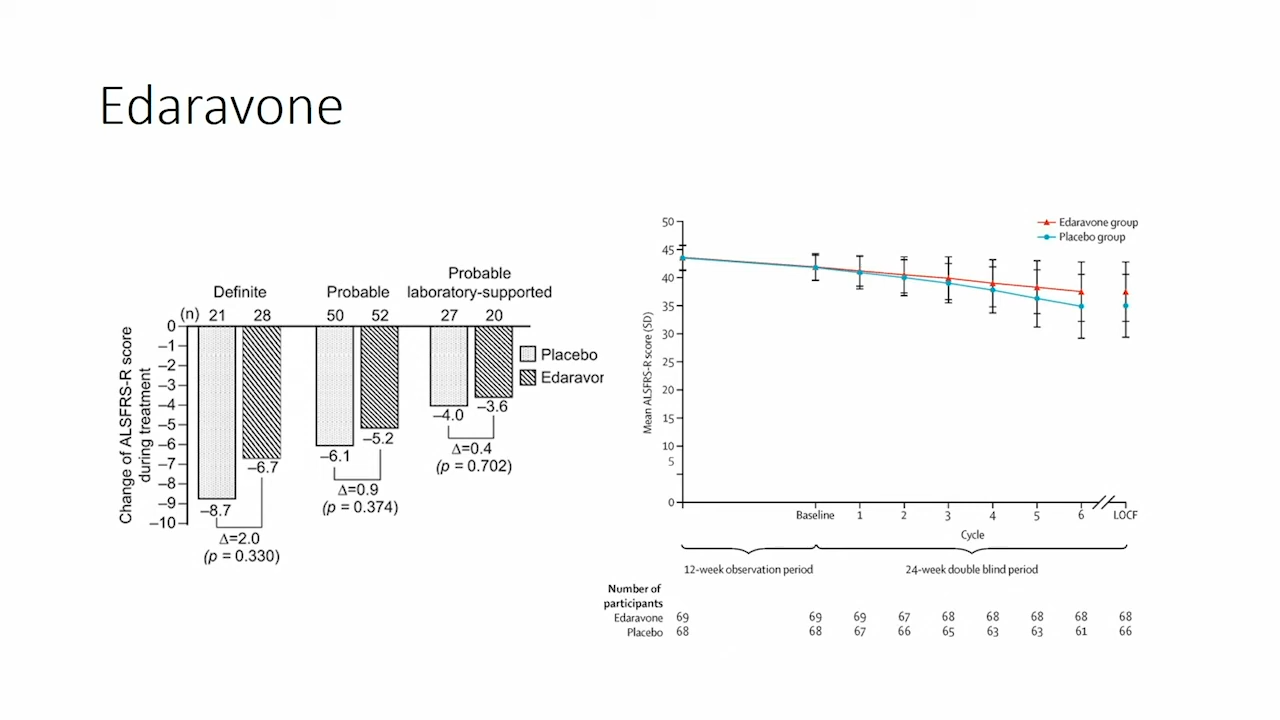 Edaravone
Probable
Definite Probable laboratory-supported
(n) 21 28 50 52 27 20
0
–1
–2
–3
–4
–5
–6
–7
–8
–9
–10
Change of ALSFRS-R score
during treatment
Placebo
Edaravor
–8.7
–6.7
–6.1
–5.2
–4.0
–3.6
Δ=2.0
(p = 0.330)
Δ=0.9
(p = 0.374)
Δ=0.4
(p = 0.702)
Edaravone group
Placebo group
50
45
40
35
30
25
20
15
10
5
0
Mean ALSFRS-R score (SD)
Baseline 1 2 3 4 5 6 LOCF
Cycle
12-week observation period 24-week double blind period
Number of
participants
Edaravone 69 69 69 67 68 68 68 68 68
Placebo 68 68 67 66 65 63 63 61 66